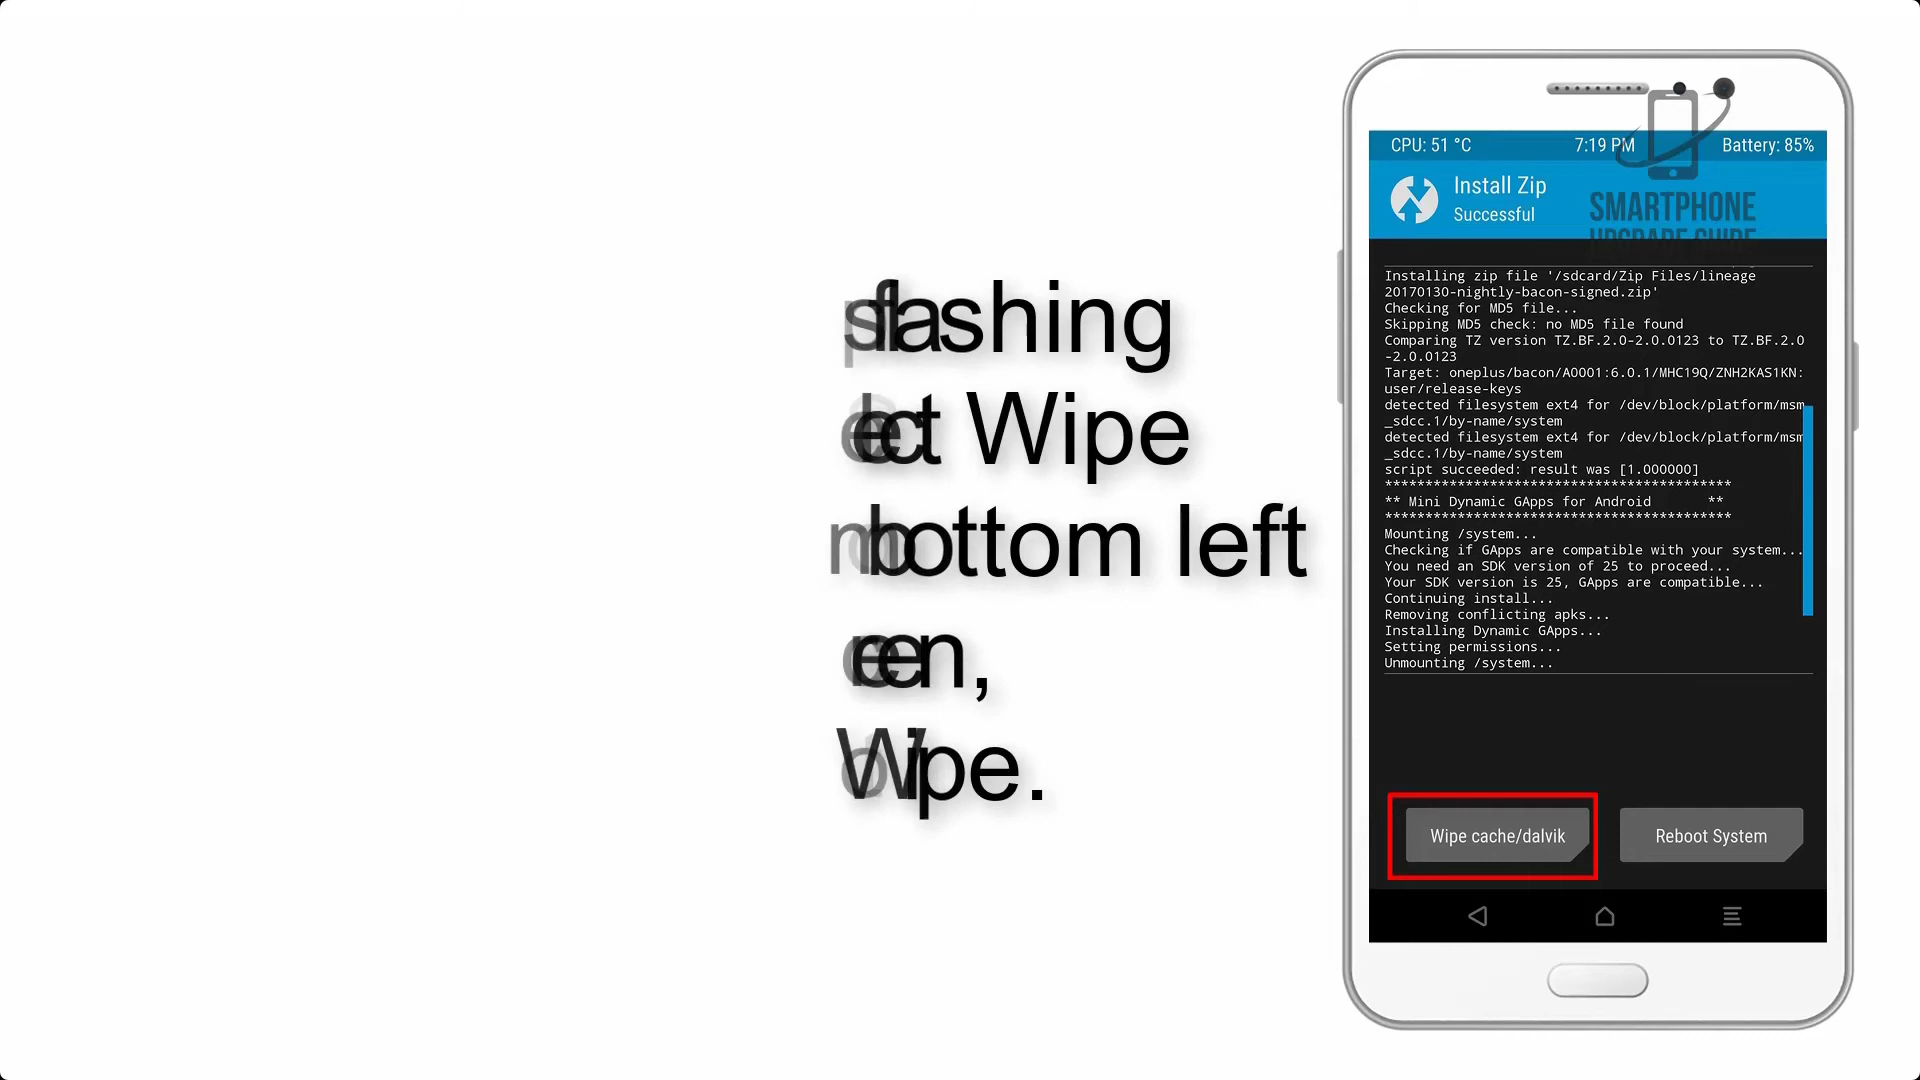 flashing
Wipe
bottom left
Wipe.
CPU: 51 °C
7:19 PM
Battery: 85%
Install Zip
Successful
SMARTPHONE
UPGRADE GUIDE
Installing zip file '/sdcard/Zip Files/lineage
20170130-nightly-bacon-signed.zip'
Checking for MD5 file...
Skipping MD5 check: no MD5 file found
Comparing TZ version TZ.BF.2.0-2.0.0123 to TZ.BF.2.0
-2.0.0123
Target: oneplus/bacon/A0001:6.0.1/MHC19Q/ZNH2KAS1KN:
user/release-keys
detected filesystem ext4 for /dev/block/platform/msm
_sdcc.1/by-name/system
detected filesystem ext4 for /dev/block/platform/msm
_sdcc.1/by-name/system
script succeeded: result was [1.000000]
*******************************************
** Mini Dynamic GApps for Android **
*******************************************
Mounting /system...
Checking if GApps are compatible with your system...
You need an SDK version of 25 to proceed...
Your SDK version is 25, GApps are compatible...
Continuing install...
Removing conflicting apks...
Installing Dynamic GApps...
Setting permissions...
Unmounting /system...
Wipe cache/dalvik
Reboot System